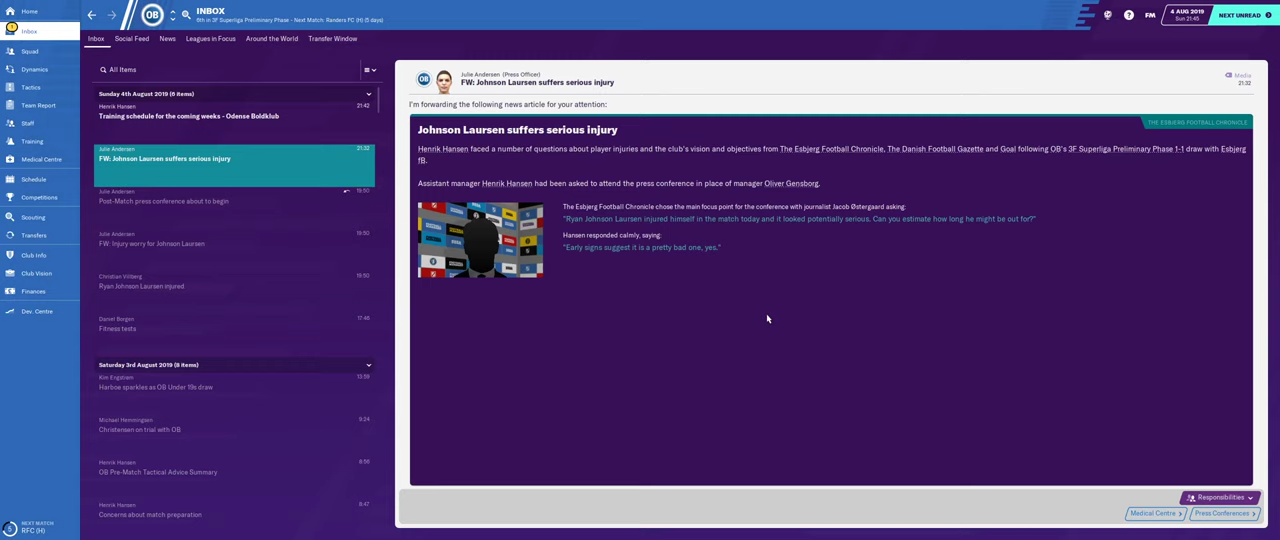 Home
Inbox
1
Squad
Dynamics
Tactics
Team Report
Staff
Training
Medical Centre
Schedule
Competitions
Scouting
Transfers
Club Info
Club Vision
Finances
Dev. Centre
5
NEXT MATCH
RFC (H)
OB
INBOX
8th in 3F Superliga Preliminary Phase - Next Match: Randers FC (H) (5 days)
FM
4 AUG 2019
Sun 21:45
NEXT UNREAD
Inbox
Social Feed
News
Leagues in Focus
Around the World
Transfer Window
All Items
Sunday 4th August 2019 (6 items)
Henrik Hansen
21:42
Training schedule for the coming weeks - Odense Boldklub
Julie Andersen
21:32
FW: Johnson Laursen suffers serious injury
Julie Andersen
19:50
Post-Match press conference about to begin
Julie Andersen
19:50
FW: Injury worry for Johnson Laursen
Christian Villberg
19:50
Ryan Johnson Laursen injured
Daniel Borgen
17:46
Fitness tests
Saturday 3rd August 2019 (8 items)
Kim Engstrøm
13:59
Harboe sparkles as OB Under 19s draw
Michael Hemmingsen
9:24
Christensen on trial with OB
Henrik Hansen
8:56
OB Pre-Match Tactical Advice Summary
Henrik Hansen
8:47
Concerns about match preparation
OB
Julie Andersen (Press Officer)
FW: Johnson Laursen suffers serious injury
Media
21:32
I'm forwarding the following news article for your attention:
THE ESBJERG FOOTBALL CHRONICLE
Johnson Laursen suffers serious injury
Henrik Hansen faced a number of questions about player injuries and the club's vision and objectives from The Esbjerg Football Chronicle, The Danish Football Gazette and Goal following OB's 3F Superliga Preliminary Phase 1-1 draw with Esbjerg
fB.
Assistant manager Henrik Hansen had been asked to attend the press conference in place of manager Oliver Gensborg.
The Esbjerg Football Chronicle chose the main focus point for the conference with journalist Jacob Østergaard asking:
"Ryan Johnson Laursen injured himself in the match today and it looked potentially serious. Can you estimate how long he might be out for?"
Hansen responded calmly, saying:
"Early signs suggest it is a pretty bad one, yes."
Responsibilities
Medical Centre
Press Conferences